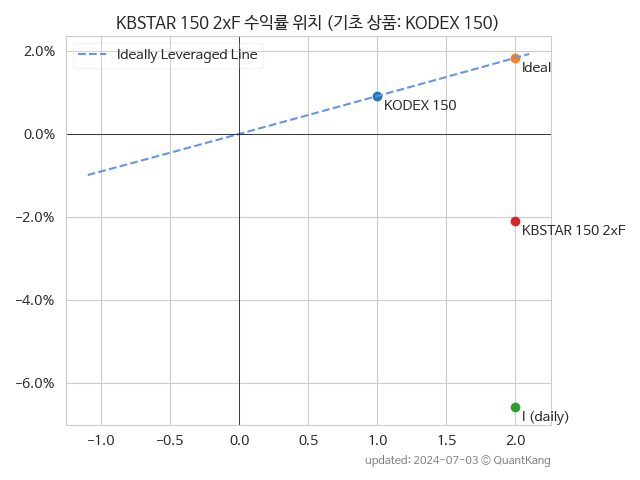 KBSTAR 150 2xF 수익률 위치 (기초 상품: KODEX 150)
2.0%
Ideally Leveraged Line
Ideal
KODEX 150
0.0%
−2.0%
KBSTAR 150 2xF
−4.0%
−6.0%
l (daily)
−1.0 −0.5 0.0 0.5 1.0 1.5 2.0
updated: 2024-07-03 © QuantKang